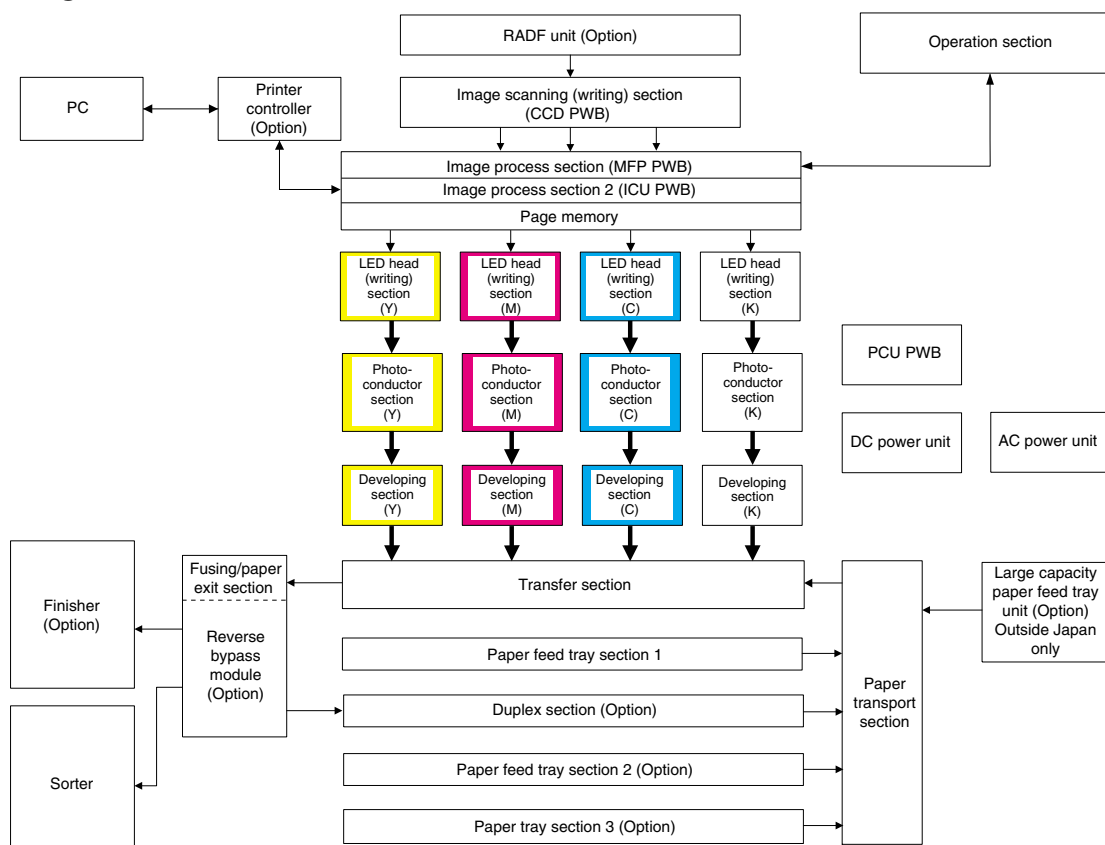 RADF unit (Option)
Operation section
PC
Printer
controller
(Option)
Image scanning (writing) section
(CCD PWB)
Image process section (MFP PWB)
Image process section 2 (ICU PWB)
Page memory
LED head
(writing)
section
(Y)
LED head
(writing)
section
(M)
LED head
(writing)
section
(C)
LED head
(writing)
section
(K)
PCU PWB
Photo-
conductor
section
(Y)
Photo-
conductor
section
(M)
Photo-
conductor
section
(C)
Photo-
conductor
section
(K)
DC power unit
AC power unit
Developing
section
(Y)
Developing
section
(M)
Developing
section
(C)
Developing
section
(K)
Finisher
(Option)
Fusing/paper
exit section
Reverse
bypass
module
(Option)
Transfer section
Large capacity
paper feed tray
unit (Option)
Outside Japan
only
Paper feed tray section 1
Paper
transport
section
Duplex section (Option)
Sorter
Paper feed tray section 2 (Option)
Paper tray section 3 (Option)